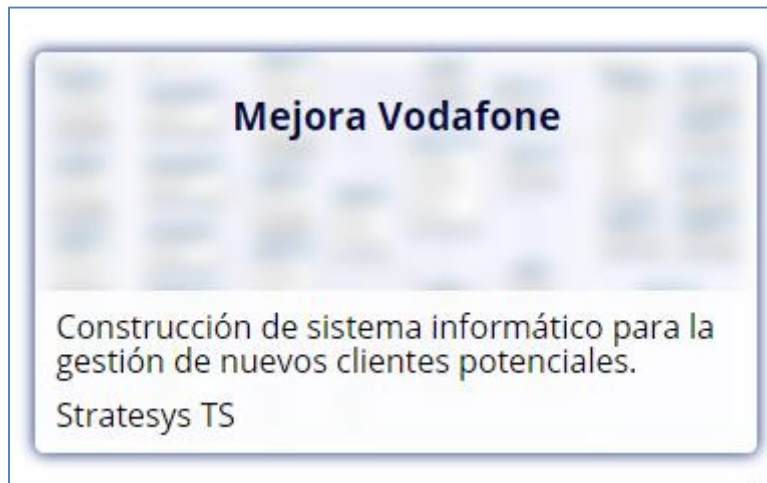 Mejora Vodafone
Construcción de sistema informático para la
gestión de nuevos clientes potenciales.
Stratesys TS